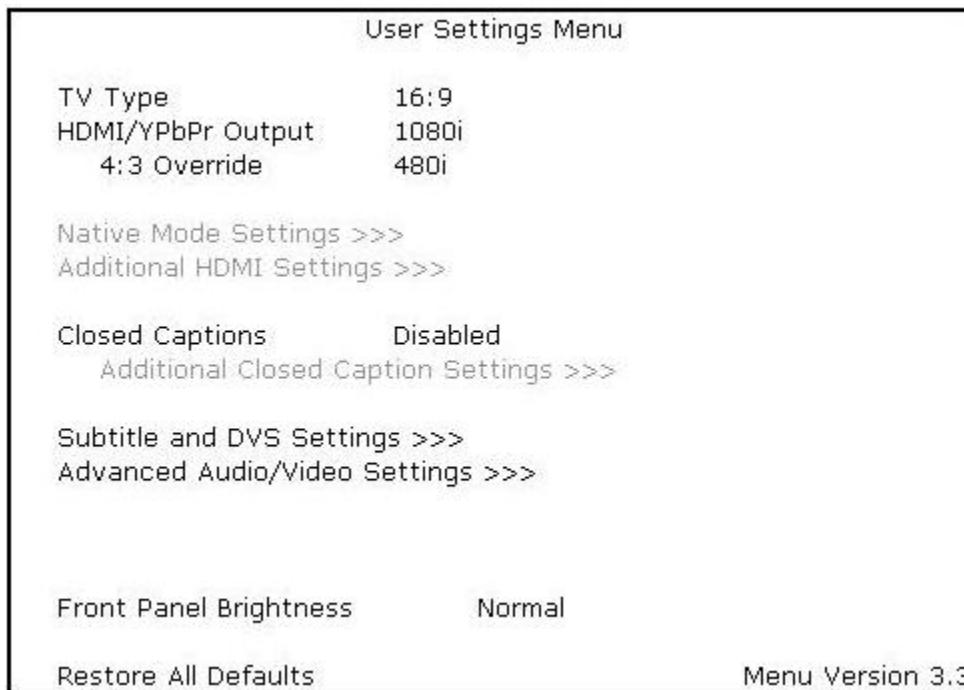 User Settings Menu
TV Type 16:9
HDMI/YPbPr Output 1080i
4:3 Override 480i
Native Mode Settings >>>
Additional HDMI Settings >>>
Closed Captions Disabled
Additional Closed Caption Settings >>>
Subtitle and DVS Settings >>>
Advanced Audio/Video Settings >>>
Front Panel Brightness Normal
Restore All Defaults Menu Version 3.3